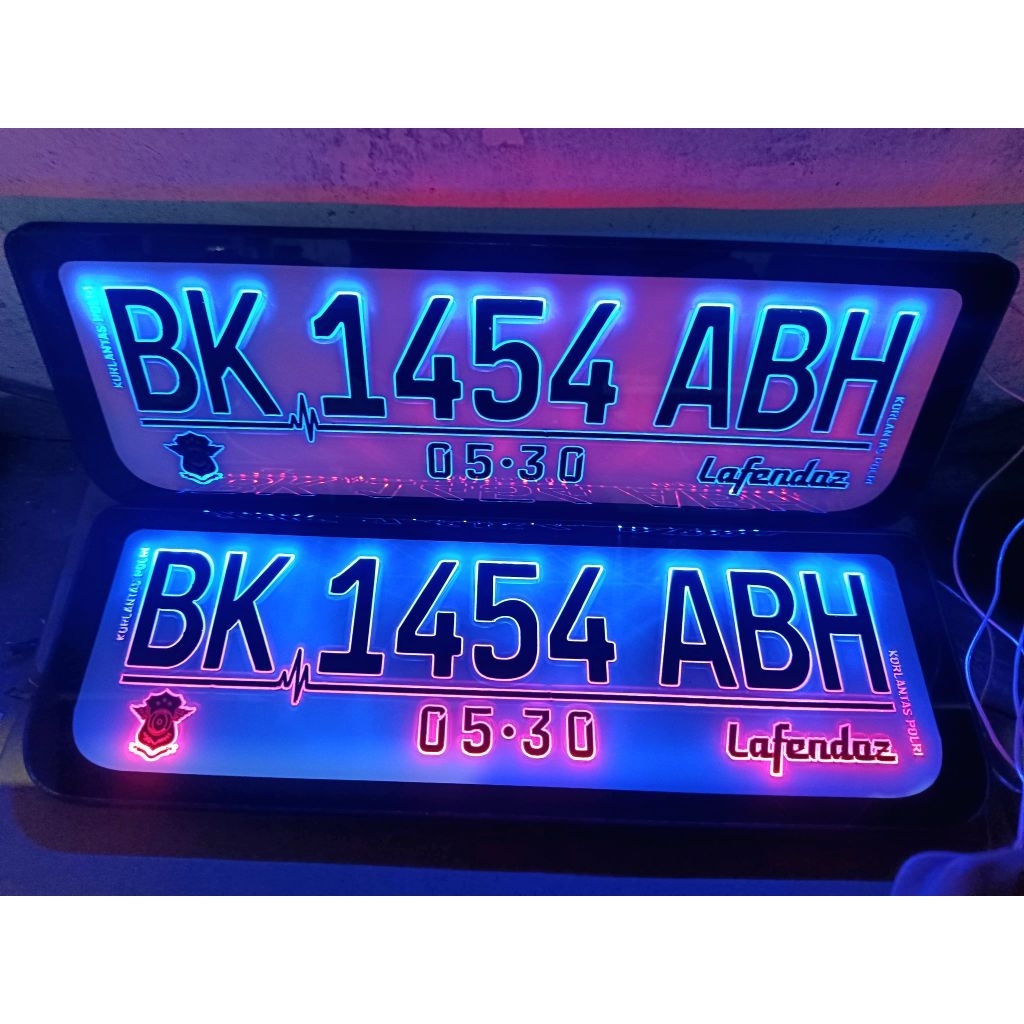 BK 1454 ABH
KORLANTAS POLRI
KORLANTAS POLRI
05·30
Lafendaz
BK 1454 ABH
KORLANTAS POLRI
KORLANTAS POLRI
05·30
Lafendaz